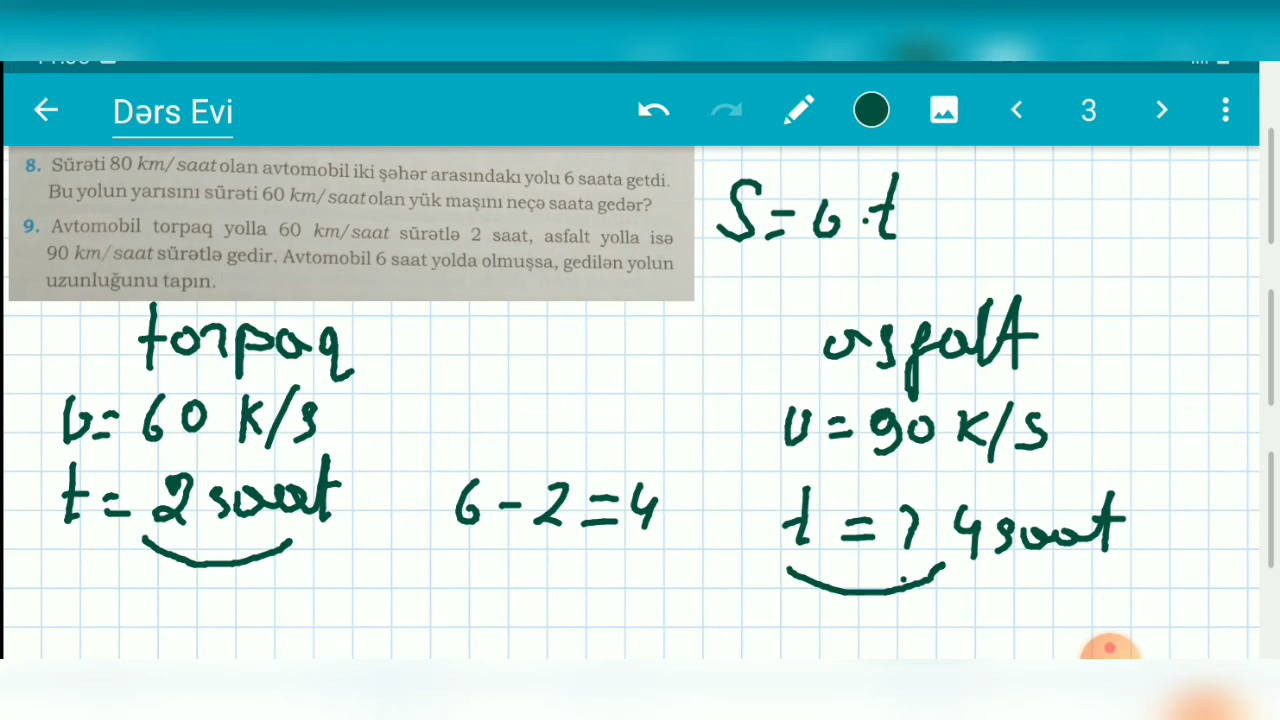 Dərs Evi
3
8. Sürəti 80 km/saat olan avtomobil iki şəhər arasındakı yolu 6 saata getdi.
Bu yolun yarısını sürəti 60 km/saat olan yük maşını neçə saata gedər?
9. Avtomobil torpaq yolla 60 km/saat sürətlə 2 saat, asfalt yolla isə
90 km/saat sürətlə gedir. Avtomobil 6 saat yolda olmuşsa, gedilən yolun
uzunluğunu tapın.
S=υ·t
torpaq
υ=60 K/s
t=2 saat
6-2=4
asfalt
υ=90 K/s
t=? 4 saat